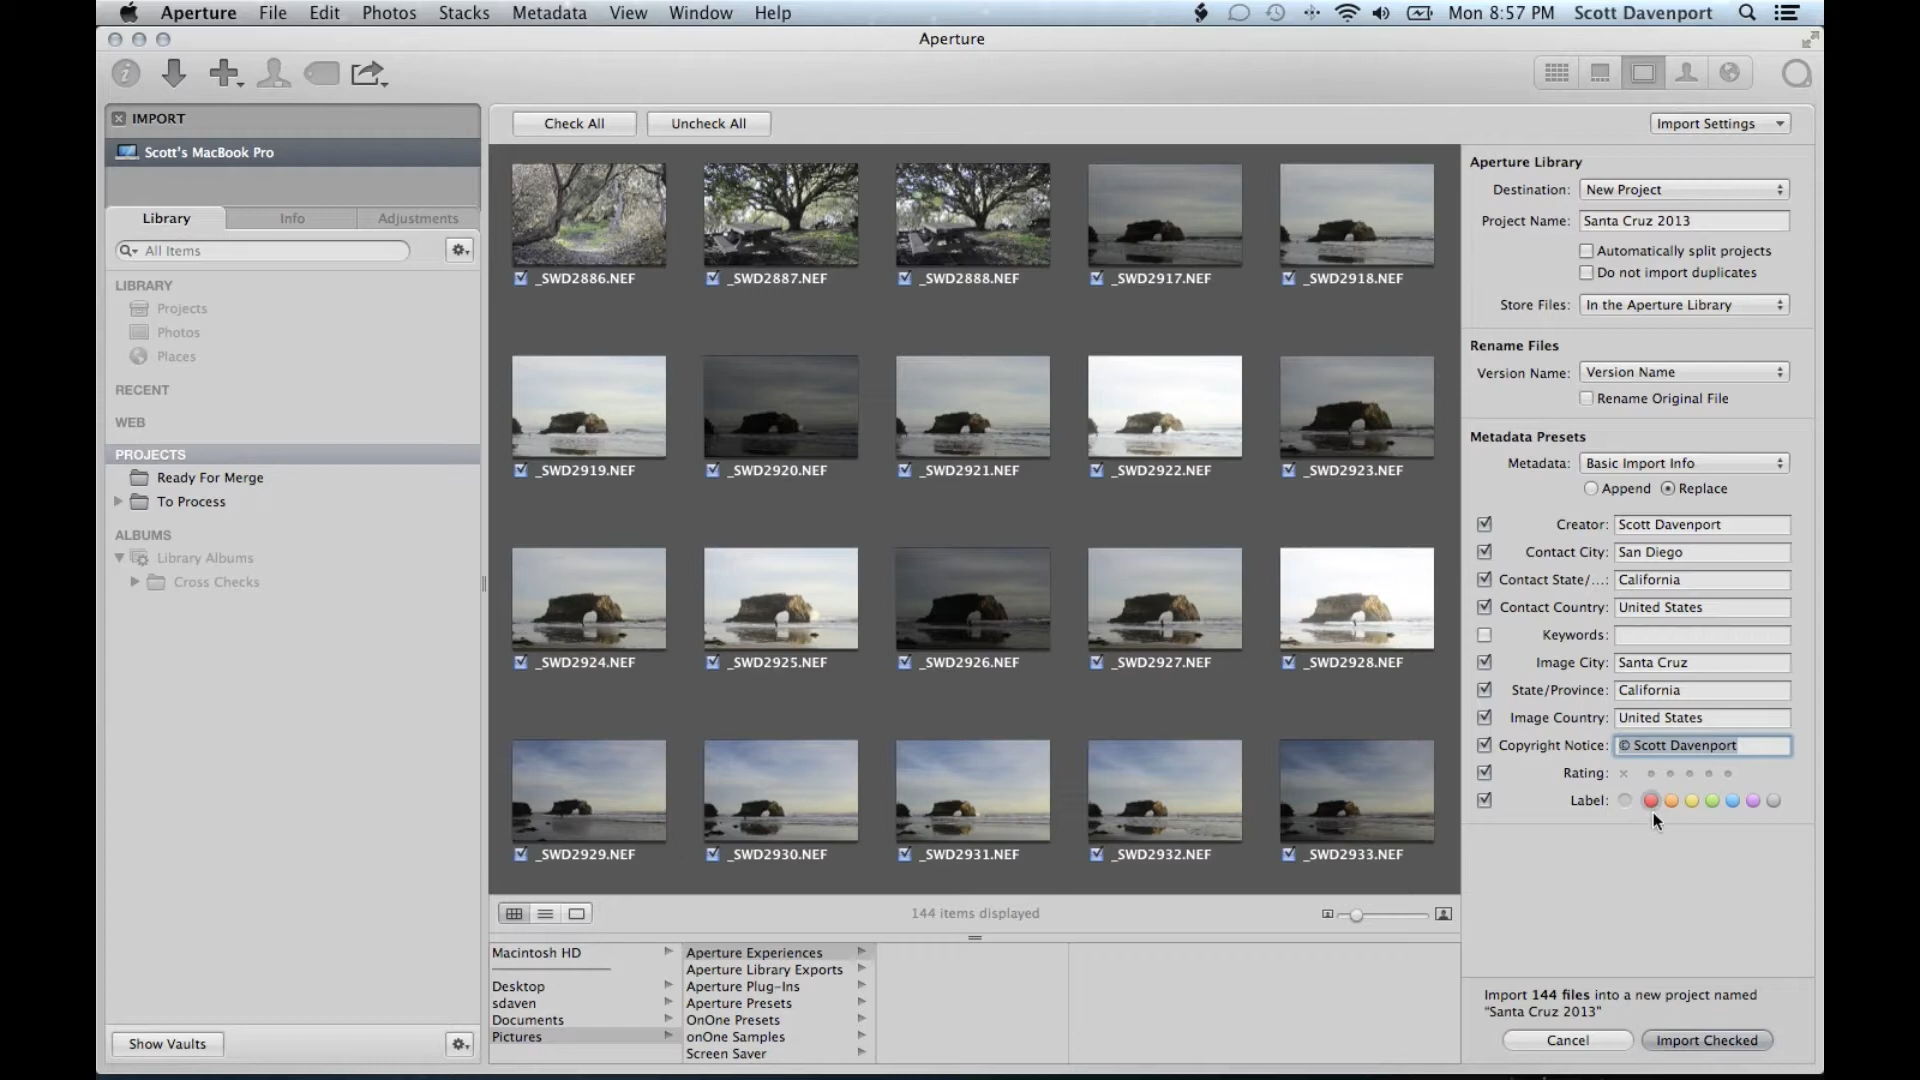 Aperture File Edit Photos Stacks Metadata View Window Help Mon 8:57 PM Scott Davenport
Aperture
IMPORT
Scott's MacBook Pro
Library Info Adjustments
All Items
LIBRARY
Projects
Photos
Places
RECENT
WEB
PROJECTS
Ready For Merge
To Process
ALBUMS
Library Albums
Cross Checks
Show Vaults
Check All Uncheck All Import Settings
_SWD2886.NEF _SWD2887.NEF _SWD2888.NEF _SWD2917.NEF _SWD2918.NEF
_SWD2919.NEF _SWD2920.NEF _SWD2921.NEF _SWD2922.NEF _SWD2923.NEF
_SWD2924.NEF _SWD2925.NEF _SWD2926.NEF _SWD2927.NEF _SWD2928.NEF
_SWD2929.NEF _SWD2930.NEF _SWD2931.NEF _SWD2932.NEF _SWD2933.NEF
144 items displayed
Macintosh HD
Desktop
sdaven
Documents
Pictures
Aperture Experiences
Aperture Library Exports
Aperture Plug-Ins
Aperture Presets
OnOne Presets
onOne Samples
Screen Saver
Aperture Library
Destination: New Project
Project Name: Santa Cruz 2013
Automatically split projects
Do not import duplicates
Store Files: In the Aperture Library
Rename Files
Version Name: Version Name
Rename Original File
Metadata Presets
Metadata: Basic Import Info
Append Replace
Creator: Scott Davenport
Contact City: San Diego
Contact State/...: California
Contact Country: United States
Keywords:
Image City: Santa Cruz
State/Province: California
Image Country: United States
Copyright Notice: © Scott Davenport
Rating:
Label:
Import 144 files into a new project named
"Santa Cruz 2013"
Cancel Import Checked